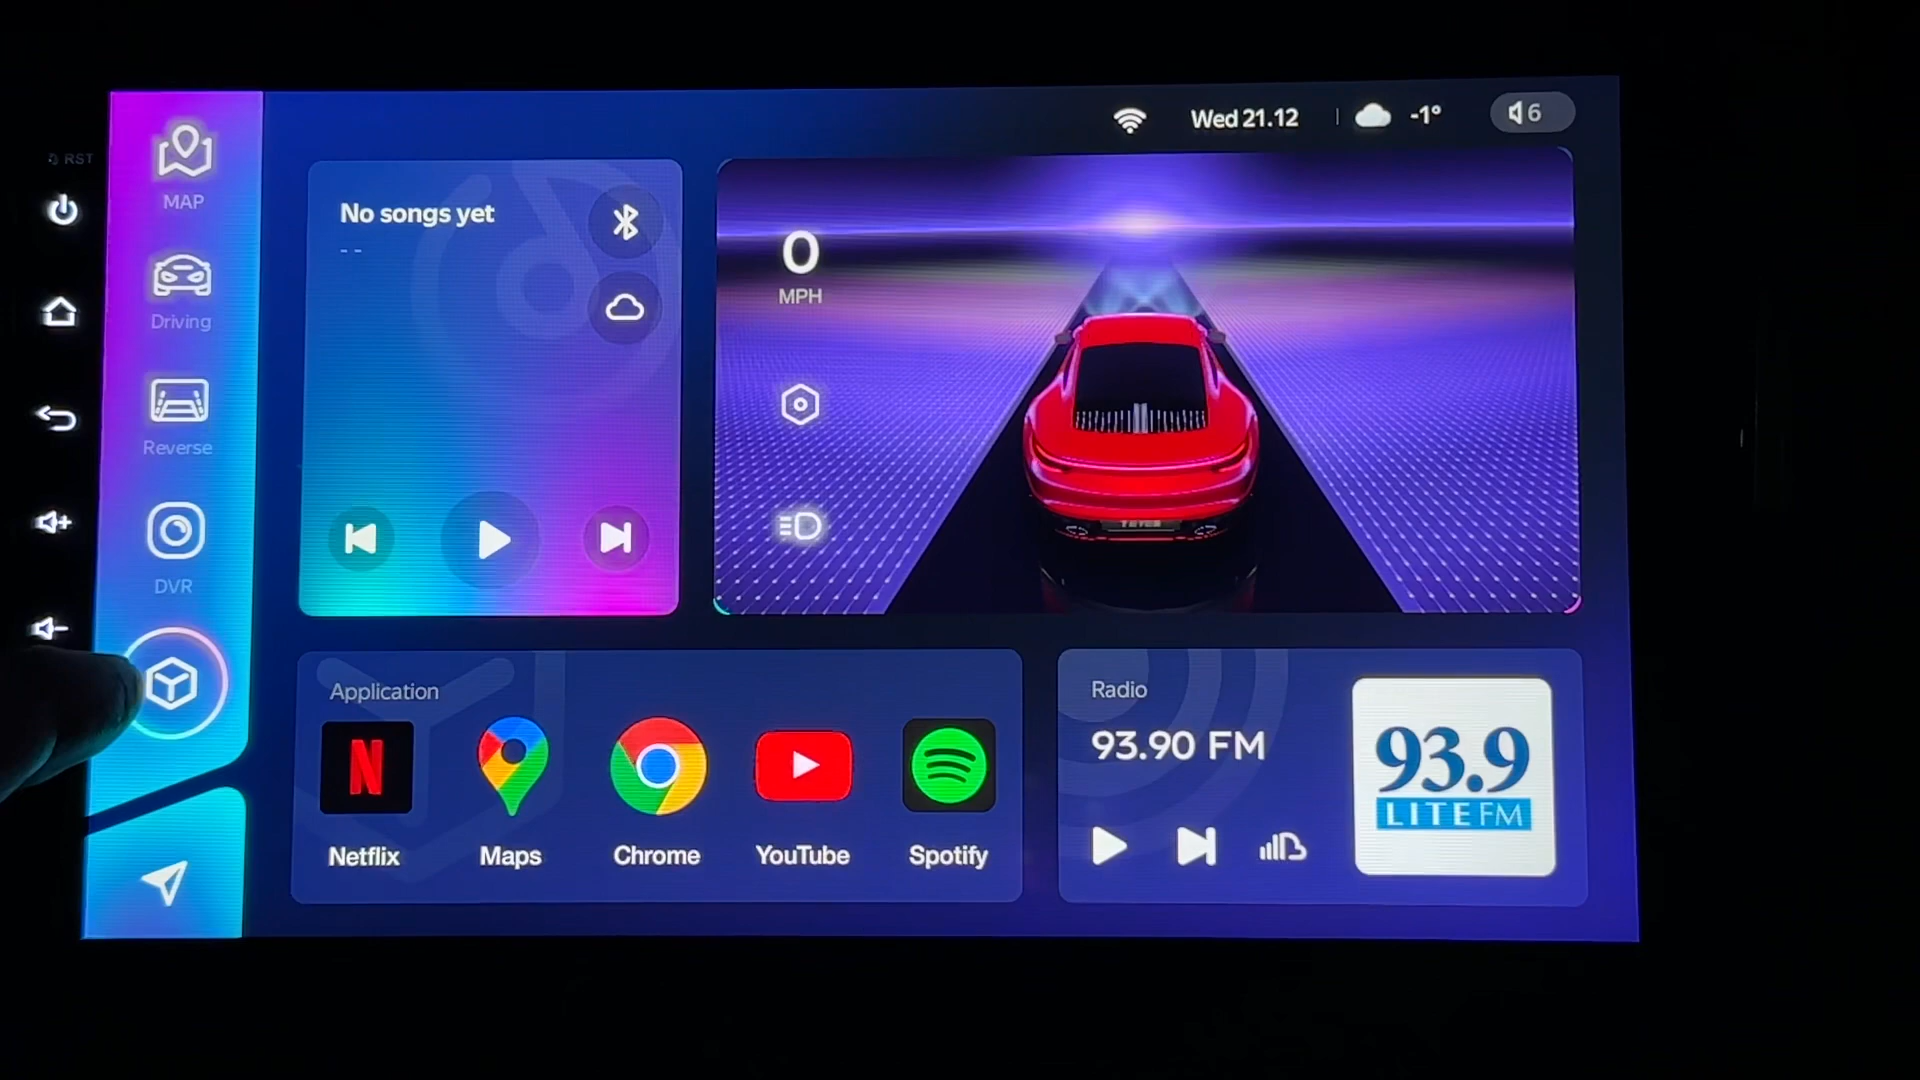 RST
MAP
Driving
Reverse
DVR
Wed 21.12
-1°
6
No songs yet
--
0
MPH
Application
Netflix
Maps
Chrome
YouTube
Spotify
Radio
93.90 FM
93.9
LITE FM